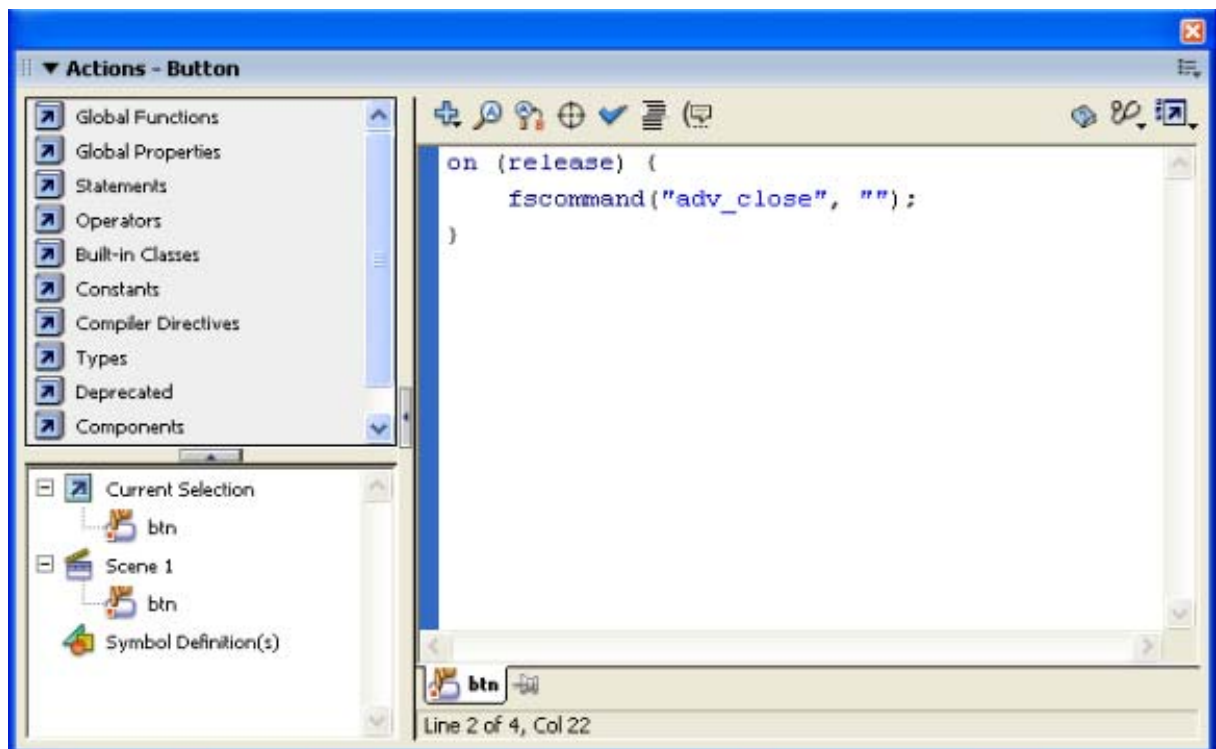 Actions - Button
Global Functions
Global Properties
Statements
Operators
Built-in Classes
Constants
Compiler Directives
Types
Deprecated
Components
Current Selection
btn
Scene 1
btn
Symbol Definition(s)
on (release) {
    fscommand("adv_close", "");
}
btn
Line 2 of 4, Col 22